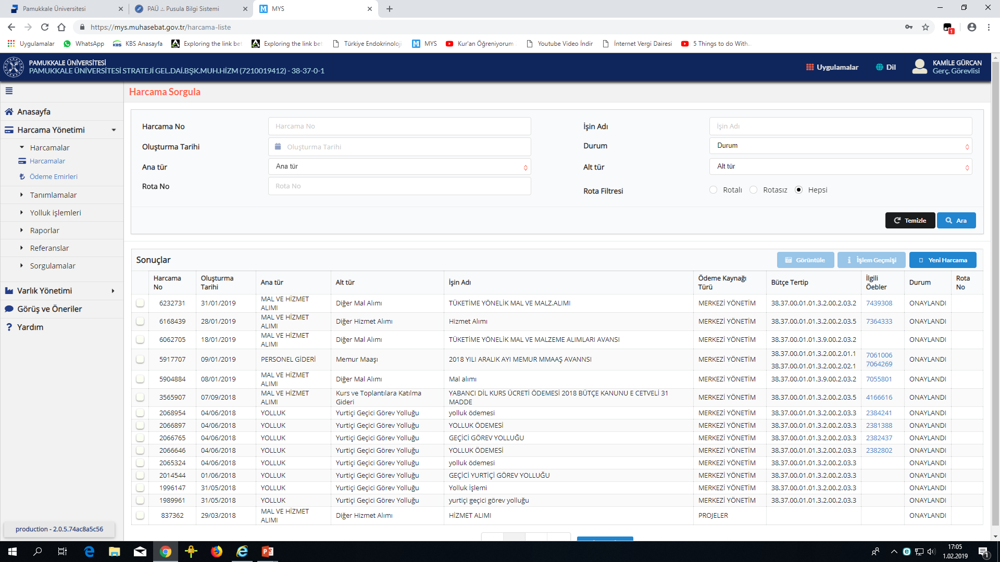 Pamukkale Üniversitesi
PAÜ .:. Pusula Bilgi Sistemi
MYS
https://mys.muhasebat.gov.tr/harcama-liste
Uygulamalar
WhatsApp
KBS Anasayfa
Exploring the link bet
Exploring the link bet
Türkiye Endokrinoloji
MYS
Kur'an Öğreniyorum
Youtube Video İndir
İnternet Vergi Dairesi
5 Things to do With...
PAMUKKALE ÜNİVERSİTESİ
PAMUKKALE ÜNİVERSİTESİ STRATEJİ GEL.DAİ.BŞK.MUH.HİZM (7210019412) - 38-37-0-1
Uygulamalar
Dil
KAMİLE GÜRCAN
Gerç. Görevlisi
Anasayfa
Harcama Yönetimi
Harcamalar
Harcamalar
Ödeme Emirleri
Tanımlamalar
Yolluk işlemleri
Raporlar
Referanslar
Sorgulamalar
Varlık Yönetimi
Görüş ve Öneriler
Yardım
production - 2.0.5.74ac8a5c56
Harcama Sorgula
Harcama No Harcama No İşin Adı İşin Adı
Oluşturma Tarihi Oluşturma Tarihi Durum Durum
Ana tür Ana tür Alt tür Alt tür
Rota No Rota No Rota Filtresi Rotalı Rotasız Hepsi
Temizle Ara
Sonuçlar Görüntüle İşlem Geçmişi Yeni Harcama
Harcama No Oluşturma Tarihi Ana tür Alt tür İşin Adı Ödeme Kaynağı Türü Bütçe Tertip İlgili Öebler Durum Rota No
6232731 31/01/2019 MAL VE HİZMET ALIMI Diğer Mal Alımı TÜKETİME YÖNELİK MAL VE MALZ.ALIMI MERKEZİ YÖNETİM 38.37.00.01.01.3.2.00.2.03.2 7439308 ONAYLANDI
6168439 28/01/2019 MAL VE HİZMET ALIMI Diğer Hizmet Alımı Hizmet Alımı MERKEZİ YÖNETİM 38.37.00.01.01.3.2.00.2.03.5 7364333 ONAYLANDI
6062705 18/01/2019 MAL VE HİZMET ALIMI Diğer Mal Alımı TÜKETİME YÖNELİK MAL VE MALZEME ALIMLARI AVANSI MERKEZİ YÖNETİM 38.37.00.01.01.3.9.00.2.03.2 ONAYLANDI
5917707 09/01/2019 PERSONEL GİDERİ Memur Maaşı 2018 YILI ARALIK AYI MEMUR MMAAŞ AVANNSI MERKEZİ YÖNETİM 38.37.00.01.01.3.2.00.2.01.1 38.37.00.01.01.3.2.00.2.02.1 7061006 7064269 ONAYLANDI
5904884 08/01/2019 MAL VE HİZMET ALIMI Diğer Mal Alımı Mal alımı MERKEZİ YÖNETİM 38.37.00.01.01.3.9.00.2.03.2 7055801 ONAYLANDI
3565907 07/09/2018 MAL VE HİZMET ALIMI Kurs ve Toplantılara Katılma Gideri YABANCI DİL KURS ÜCRETİ ÖDEMESİ 2018 BÜTÇE KANUNU E CETVELİ 31 MADDE MERKEZİ YÖNETİM 38.37.00.01.01.3.2.00.2.03.5 4166616 ONAYLANDI
2068954 04/06/2018 YOLLUK Yurtiçi Geçici Görev Yolluğu yolluk ödemesi MERKEZİ YÖNETİM 38.37.00.01.01.3.2.00.2.03.3 2384241 ONAYLANDI
2066897 04/06/2018 YOLLUK Yurtiçi Geçici Görev Yolluğu YOLLUK ÖDEMESİ MERKEZİ YÖNETİM 38.37.00.01.01.3.2.00.2.03.3 2381388 ONAYLANDI
2066765 04/06/2018 YOLLUK Yurtiçi Geçici Görev Yolluğu GEÇİCİ GÖREV YOLLUĞU MERKEZİ YÖNETİM 38.37.00.01.01.3.2.00.2.03.3 2382437 ONAYLANDI
2066646 04/06/2018 YOLLUK Yurtiçi Geçici Görev Yolluğu YOLLUK ÖDEMESİ MERKEZİ YÖNETİM 38.37.00.01.01.3.2.00.2.03.3 2382802 ONAYLANDI
2065324 04/06/2018 YOLLUK Yurtiçi Geçici Görev Yolluğu yolluk ödemesi MERKEZİ YÖNETİM 38.37.00.01.01.3.2.00.2.03.3 ONAYLANDI
2014544 01/06/2018 YOLLUK Yurtiçi Geçici Görev Yolluğu GEÇİCİ YURTİÇİ GÖREV YOLLUĞU MERKEZİ YÖNETİM 38.37.00.01.01.3.2.00.2.03.3 ONAYLANDI
1996147 31/05/2018 YOLLUK Yurtiçi Geçici Görev Yolluğu Yolluk İşlemi MERKEZİ YÖNETİM 38.37.00.01.01.3.2.00.2.03.3 ONAYLANDI
1989961 31/05/2018 YOLLUK Yurtiçi Geçici Görev Yolluğu yurtiçi geçici görev yolluğu MERKEZİ YÖNETİM 38.37.00.01.01.3.2.00.2.03.3 ONAYLANDI
837362 29/03/2018 MAL VE HİZMET ALIMI Diğer Hizmet Alımı HİZMET ALIMI PROJELER ONAYLANDI
17:05
1.02.2019